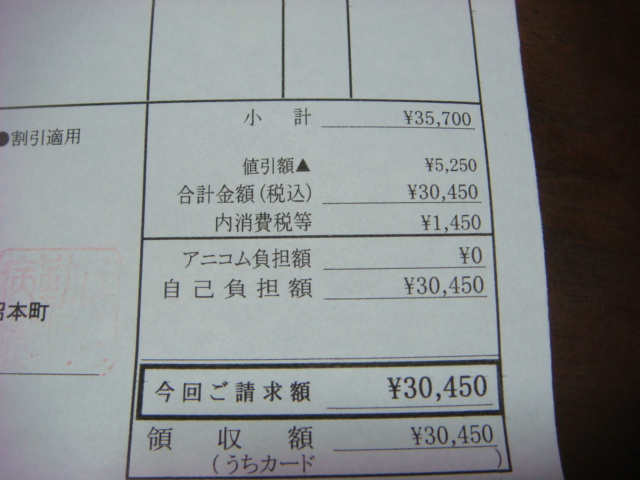 小計 ¥35,700
●割引適用
値引額▲ ¥5,250
合計金額(税込) ¥30,450
内消費税等 ¥1,450
アニコム負担額 ¥0
自己負担額 ¥30,450
本町
今回ご請求額 ¥30,450
領収額 ¥30,450
(うちカード )